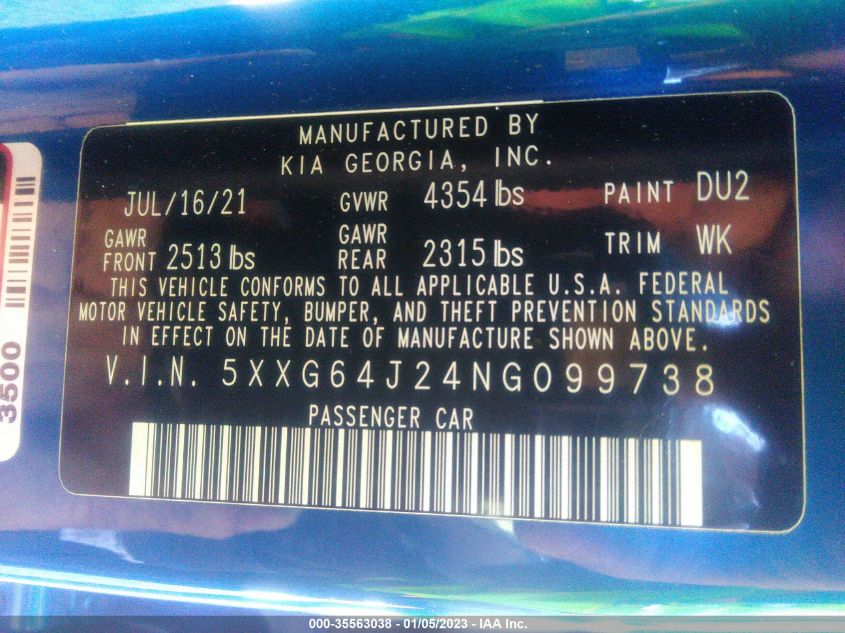 MANUFACTURED BY
KIA GEORGIA, INC.
JUL/16/21 GVWR 4354 lbs PAINT DU2
GAWR FRONT 2513 lbs GAWR REAR 2315 lbs TRIM WK
THIS VEHICLE CONFORMS TO ALL APPLICABLE U.S.A. FEDERAL
MOTOR VEHICLE SAFETY, BUMPER, AND THEFT PREVENTION STANDARDS
IN EFFECT ON THE DATE OF MANUFACTURE SHOWN ABOVE.
V.I.N. 5XXG64J24NG099738
PASSENGER CAR
3500
000-35563038 - 01/05/2023 - IAA Inc.